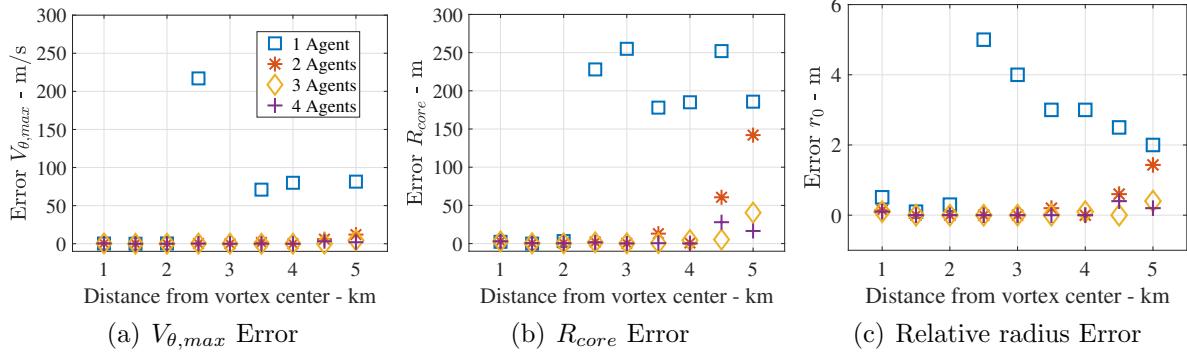 300
250
200
150
100
50
0
Error V_{θ,max} - m/s
1 Agent
2 Agents
3 Agents
4 Agents
1 2 3 4 5
Distance from vortex center - km
(a) V_{θ,max} Error
300
250
200
150
100
50
0
Error R_{core} - m
1 2 3 4 5
Distance from vortex center - km
(b) R_{core} Error
6
4
2
0
Error r_0 - m
1 2 3 4 5
Distance from vortex center - km
(c) Relative radius Error